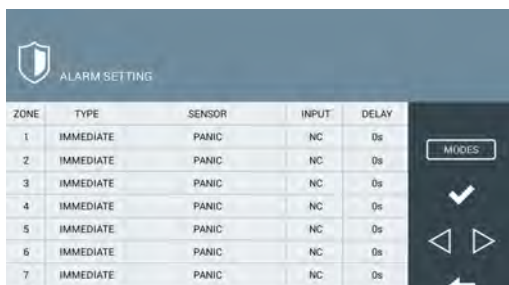 ALARM SETTING
ZONE TYPE SENSOR INPUT DELAY
1 IMMEDIATE PANIC NC 0s
MODES
2 IMMEDIATE PANIC NC 0s
3 IMMEDIATE PANIC NC 0s
4 IMMEDIATE PANIC NC 0s
5 IMMEDIATE PANIC NC 0s
6 IMMEDIATE PANIC NC 0s
7 IMMEDIATE PANIC NC 0s